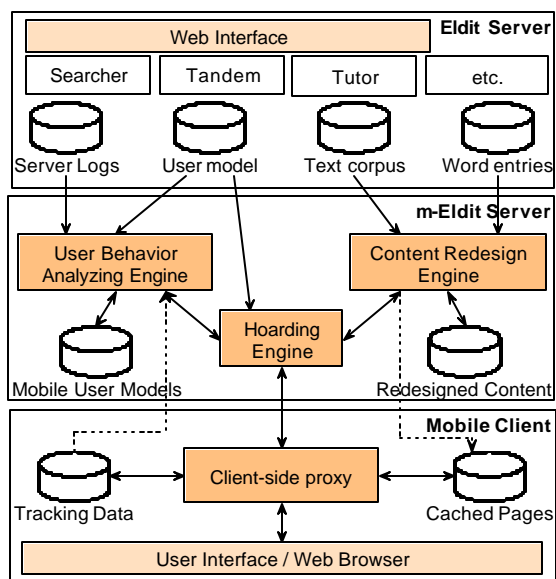 Eldit Server
Web Interface
Searcher
Tandem
Tutor
etc.
Server Logs
User model
Text corpus
Word entries
m-Eldit Server
User Behavior
Analyzing Engine
Content Redesign
Engine
Hoarding
Engine
Mobile User Models
Redesigned Content
Mobile Client
Client-side proxy
Tracking Data
Cached Pages
User Interface / Web Browser